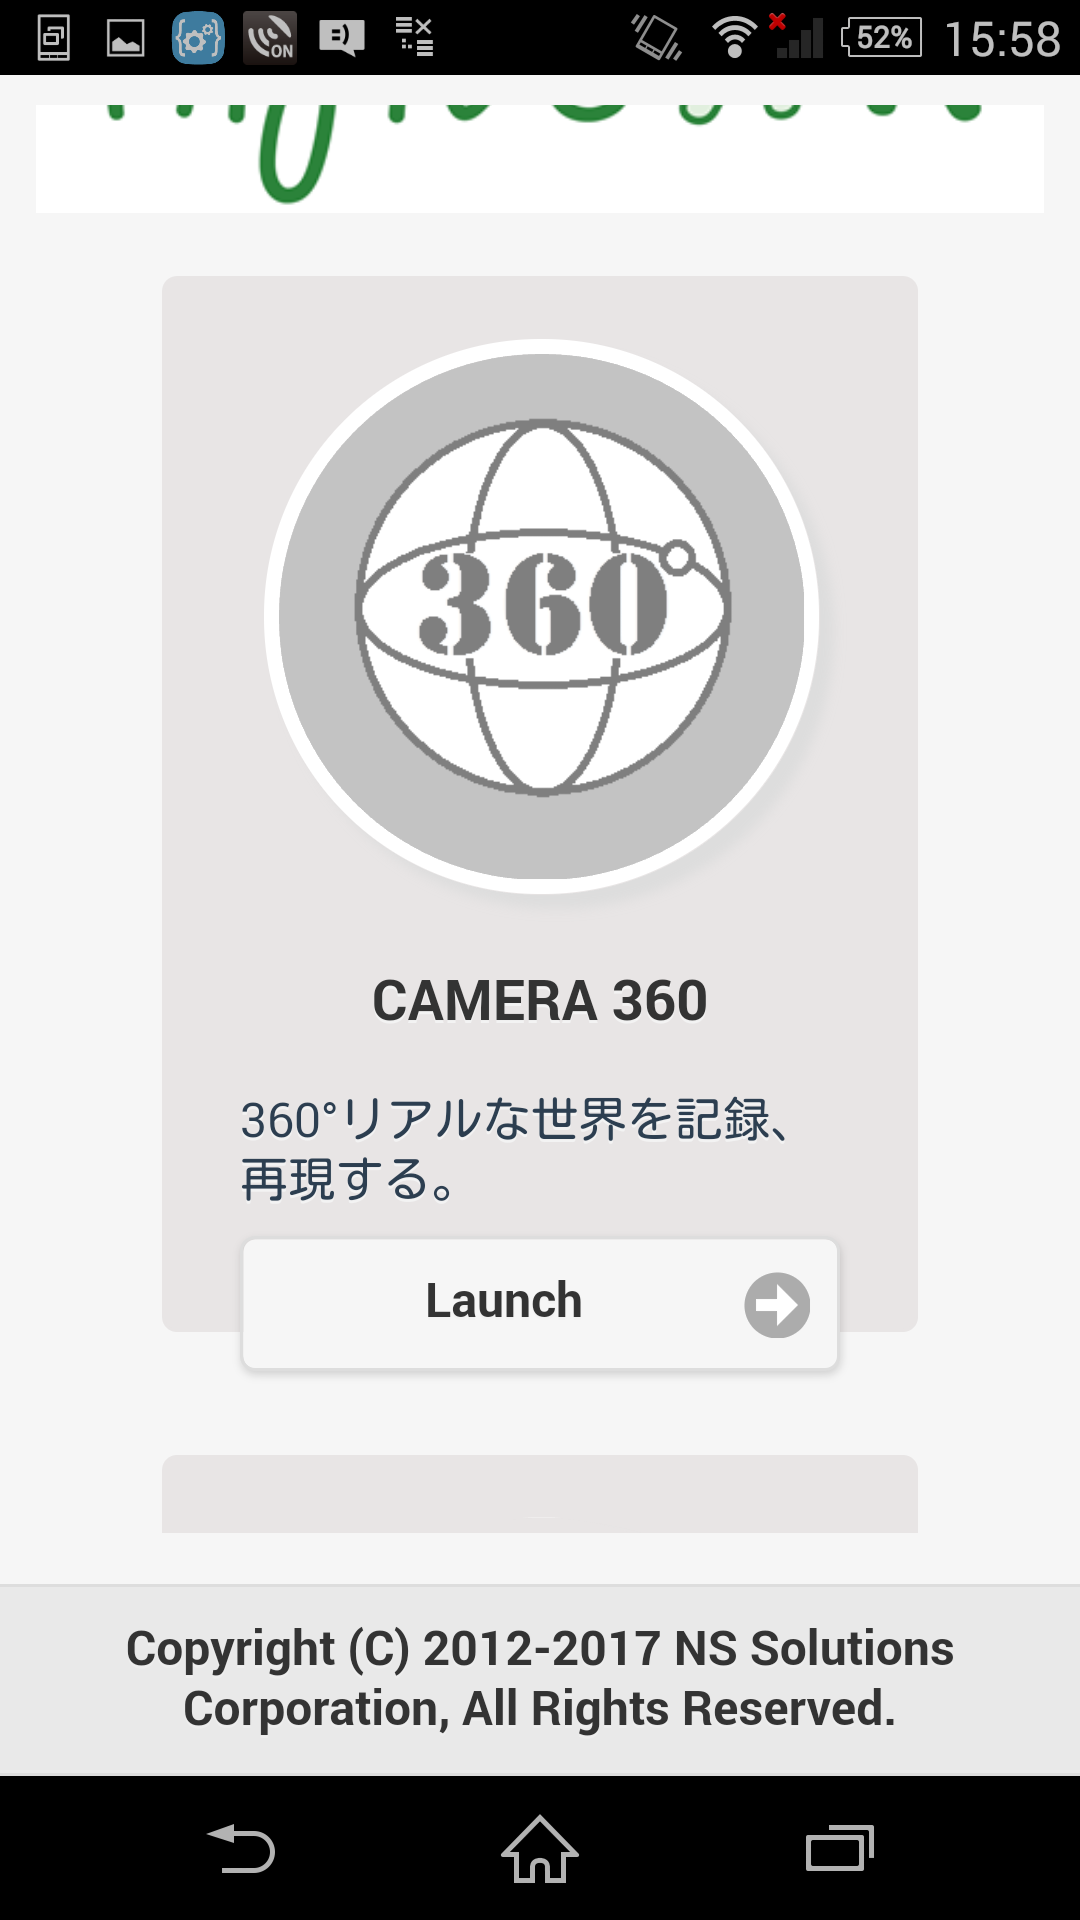 ON
52%
15:58
360
CAMERA 360
360°リアルな世界を記録、
再現する。
Launch
Copyright (C) 2012-2017 NS Solutions
Corporation, All Rights Reserved.